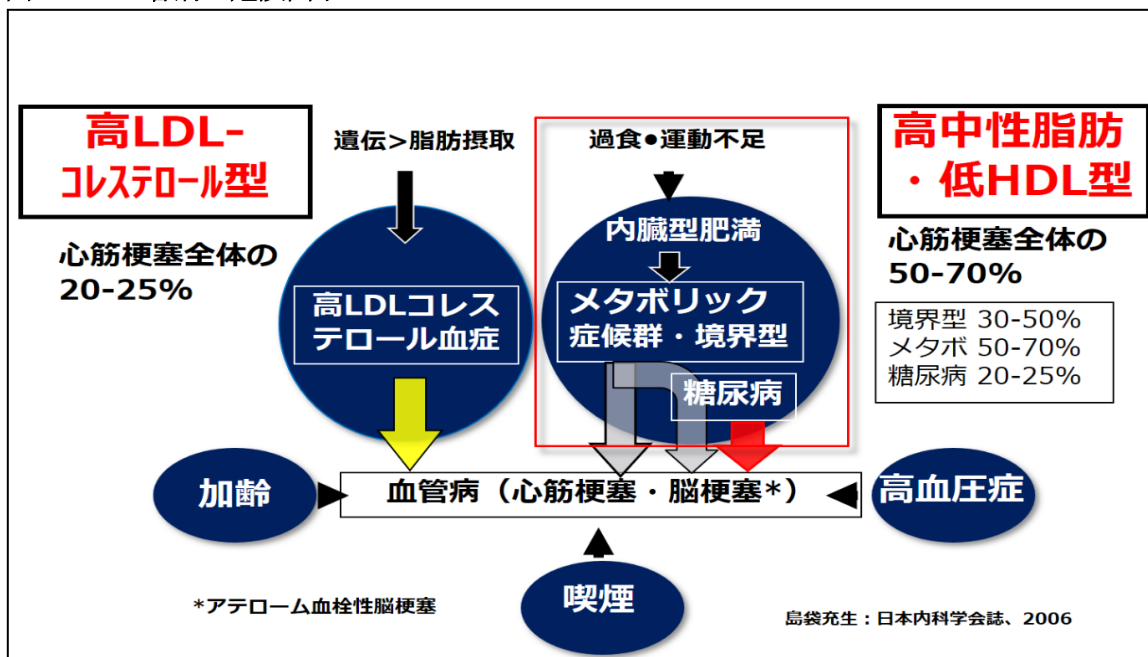 高LDL-
コレステロール型
心筋梗塞全体の
20-25%
遺伝>脂肪摂取
高LDLコレス
テロール血症
過食●運動不足
内臓型肥満
メタボリック
症候群・境界型
糖尿病
高中性脂肪
・低HDL型
心筋梗塞全体の
50-70%
境界型 30-50%
メタボ 50-70%
糖尿病 20-25%
加齢
血管病（心筋梗塞・脳梗塞*）
高血圧症
喫煙
*アテローム血栓性脳梗塞
島袋充生：日本内科学会誌、2006